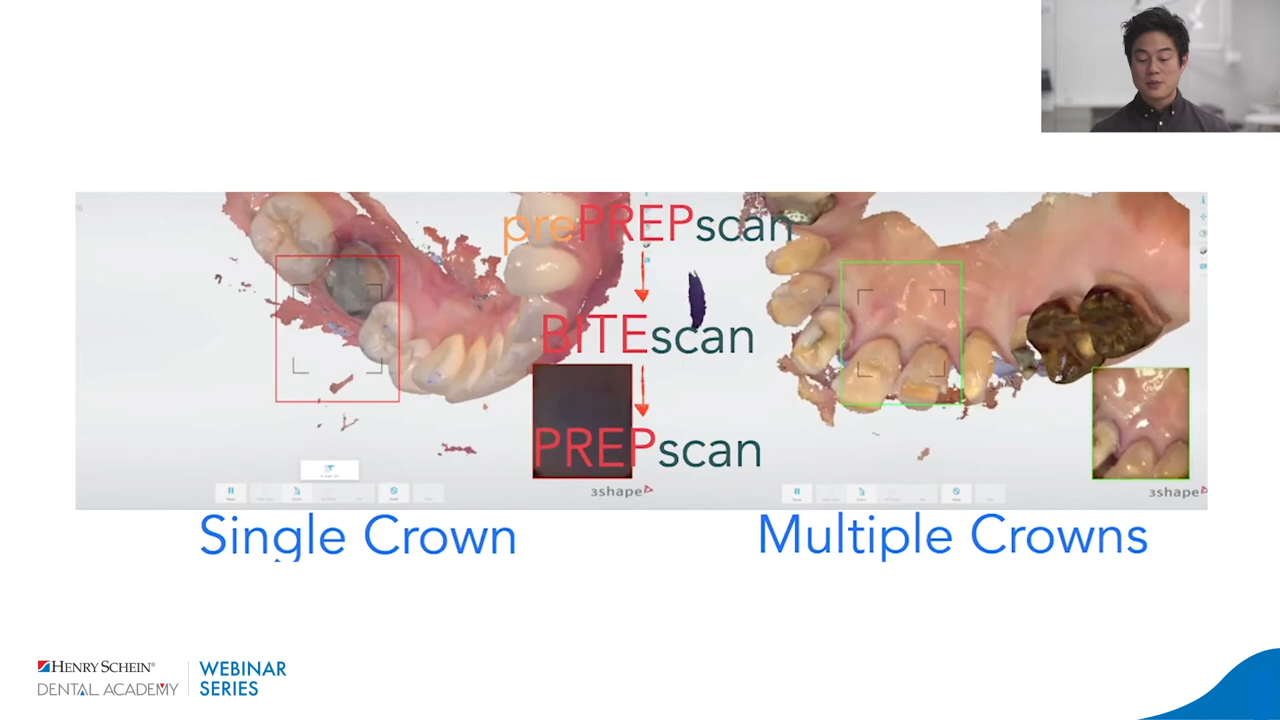 prePREPscan
BITEscan
PREPscan
3shape
3shape
Single Crown
Multiple Crowns
HENRY SCHEIN®
DENTAL ACADEMY
WEBINAR
SERIES